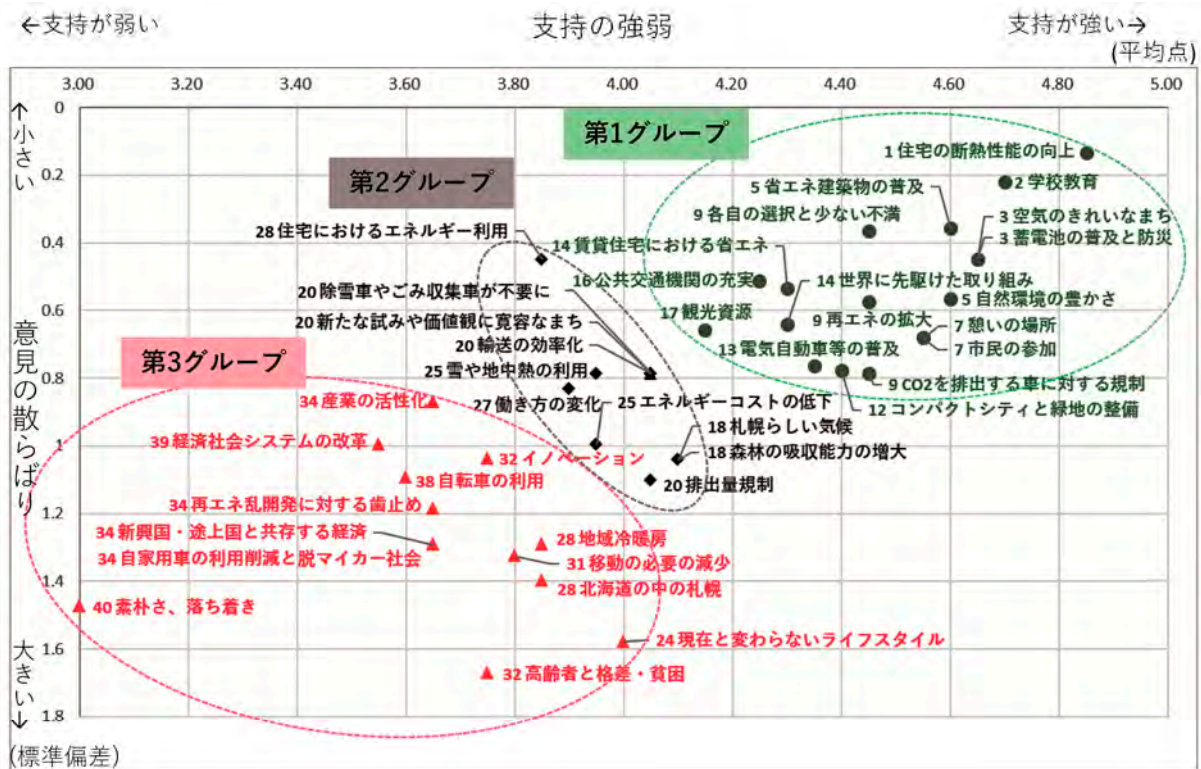 ←支持が弱い
支持の強弱
支持が強い→
(平均点)
3.00
3.20
3.40
3.60
3.80
4.00
4.20
4.40
4.60
4.80
5.00
↑小さい
意見の散らばり
大きい↓
(標準偏差)
0
0.2
0.4
0.6
0.8
1
1.2
1.4
1.6
1.8
第1グループ
1 住宅の断熱性能の向上
2 学校教育
5 省エネ建築物の普及
9 各自の選択と少ない不満
3 空気のきれいなまち
3 蓄電池の普及と防災
14 賃貸住宅における省エネ
16 公共交通機関の充実
14 世界に先駆けた取り組み
5 自然環境の豊かさ
17 観光資源
9 再エネの拡大
7 憩いの場所
7 市民の参加
13 電気自動車等の普及
9 CO2を排出する車に対する規制
12 コンパクトシティと緑地の整備
第2グループ
28 住宅におけるエネルギー利用
20 除雪車やごみ収集車が不要に
20 新たな試みや価値観に寛容なまち
20 輸送の効率化
25 雪や地中熱の利用
27 働き方の変化
25 エネルギーコストの低下
18 札幌らしい気候
18 森林の吸収能力の増大
20 排出量規制
第3グループ
34 産業の活性化
39 経済社会システムの改革
32 イノベーション
38 自転車の利用
34 再エネ乱開発に対する歯止め
34 新興国・途上国と共存する経済
34 自家用車の利用削減と脱マイカー社会
28 地域冷暖房
31 移動の必要の減少
28 北海道の中の札幌
40 素朴さ、落ち着き
24 現在と変わらないライフスタイル
32 高齢者と格差・貧困